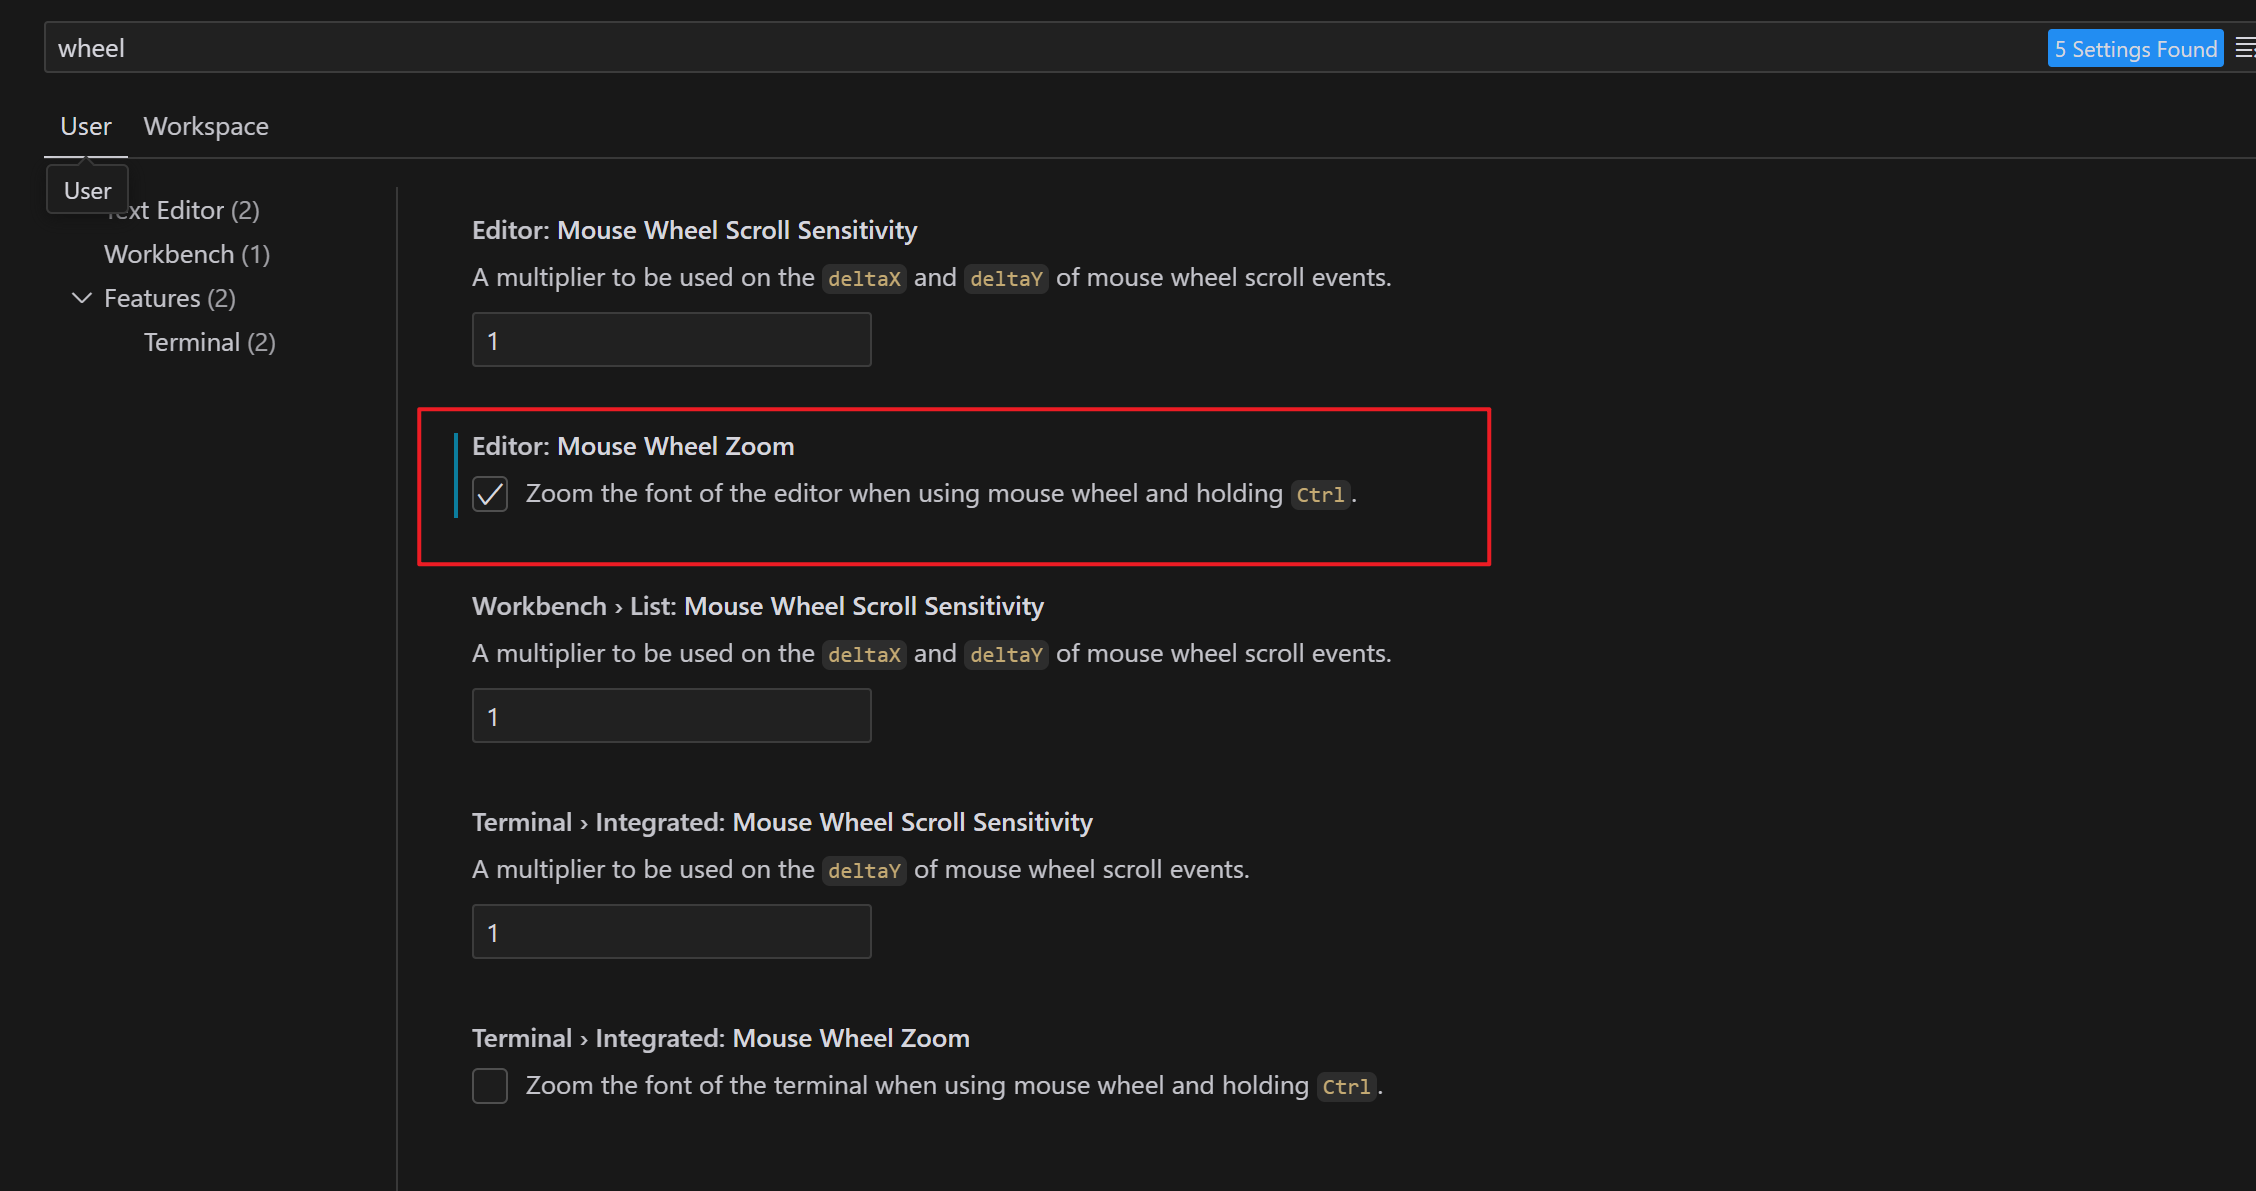 wheel
5 Settings Found
User
Workspace
User
ext Editor (2)
Workbench (1)
Features (2)
Terminal (2)
Editor: Mouse Wheel Scroll Sensitivity
A multiplier to be used on the deltaX and deltaY of mouse wheel scroll events.
1
Editor: Mouse Wheel Zoom
Zoom the font of the editor when using mouse wheel and holding Ctrl.
Workbench › List: Mouse Wheel Scroll Sensitivity
A multiplier to be used on the deltaX and deltaY of mouse wheel scroll events.
1
Terminal › Integrated: Mouse Wheel Scroll Sensitivity
A multiplier to be used on the deltaY of mouse wheel scroll events.
1
Terminal › Integrated: Mouse Wheel Zoom
Zoom the font of the terminal when using mouse wheel and holding Ctrl.